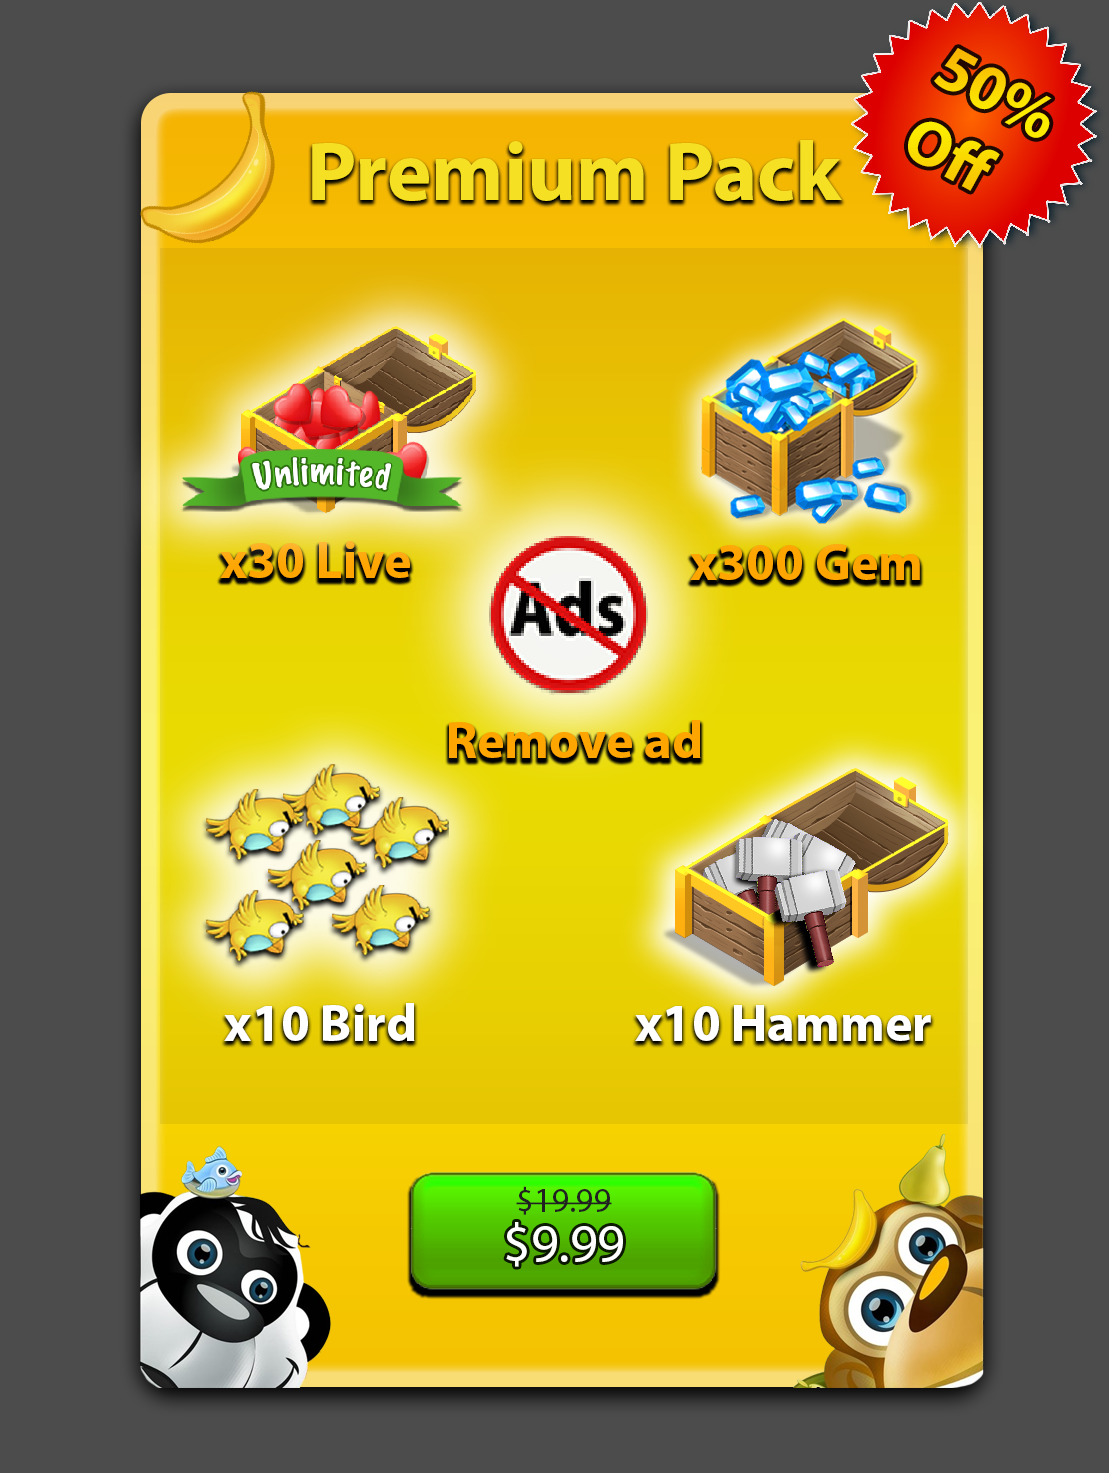 50%
Off
Premium Pack
Unlimited
x30 Live
x300 Gem
Ads
Remove ad
x10 Bird
x10 Hammer
$19.99
$9.99